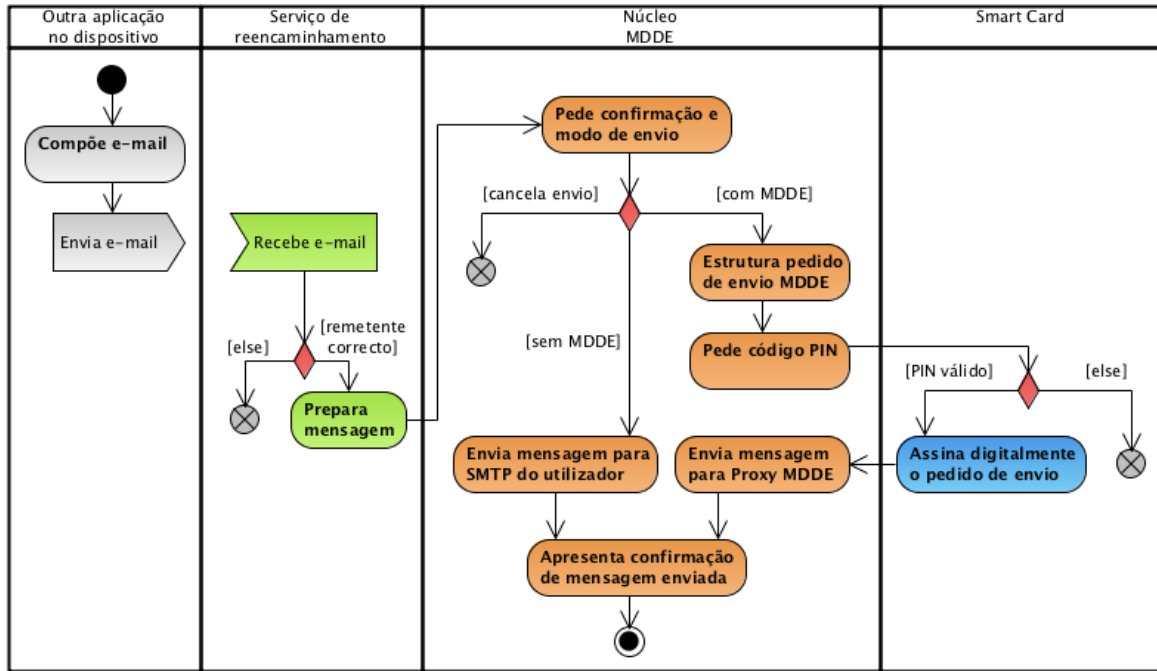 Outra aplicação
no dispositivo
Serviço de
reencaminhamento
Núcleo
MDDE
Smart Card
Compõe e-mail
Envia e-mail
Recebe e-mail
[else]
[remetente
correcto]
Prepara
mensagem
Pede confirmação e
modo de envio
[cancela envio]
[com MDDE]
Estrutura pedido
de envio MDDE
[sem MDDE]
Pede código PIN
[PIN válido]
[else]
Envia mensagem para
SMTP do utilizador
Envia mensagem
para Proxy MDDE
Assina digitalmente
o pedido de envio
Apresenta confirmação
de mensagem enviada